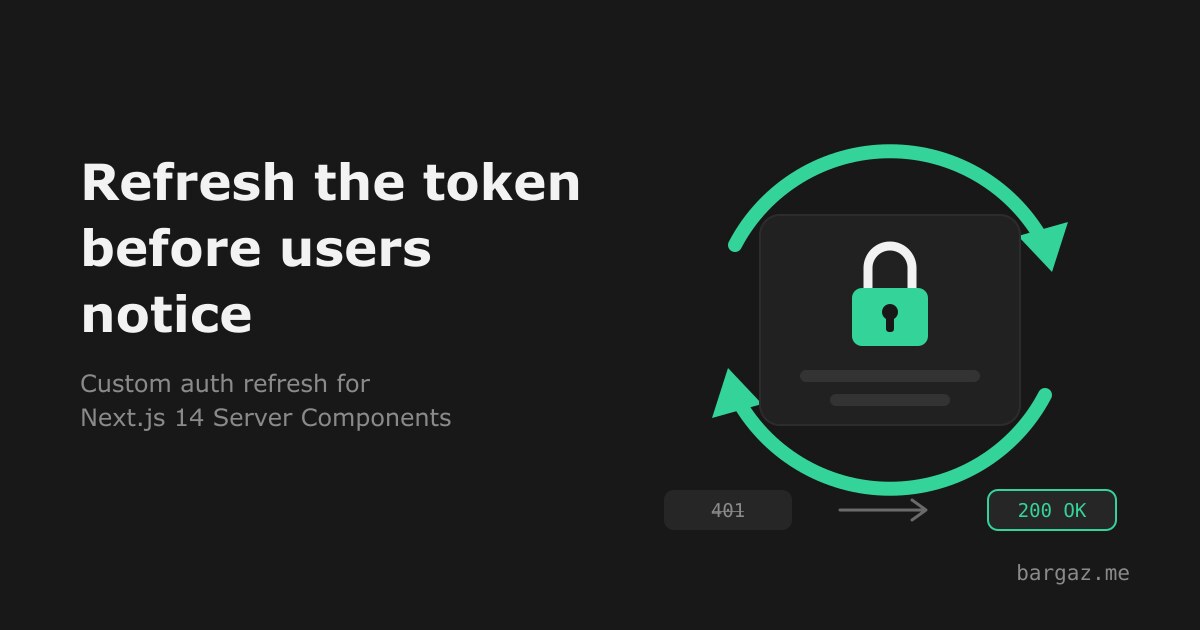 Refresh the token
before users
notice
Custom auth refresh for
Next.js 14 Server Components
401
200 OK
bargaz.me